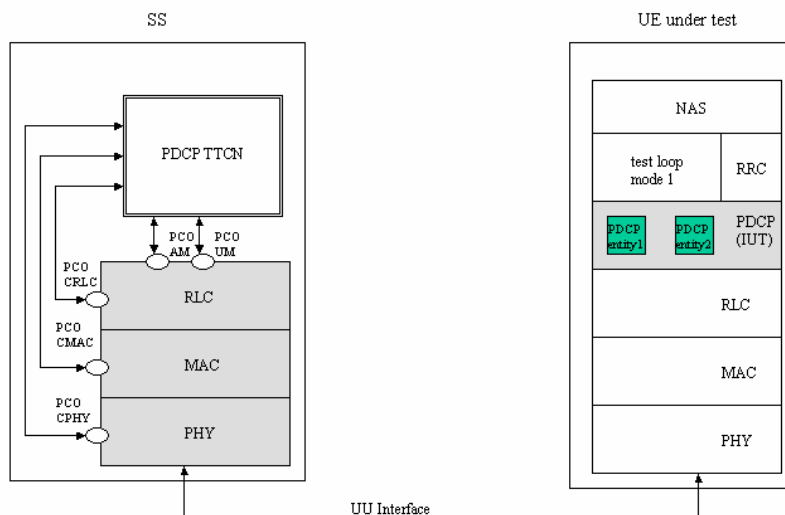 SS
UE under test
PDCP TTCN
PCO
AM
PCO
UM
PCO
CRLC
RLC
PCO
CMAC
MAC
PCO
CPHY
PHY
NAS
test loop
mode 1
RRC
PDCP
entity1
PDCP
entity2
PDCP
(IUT)
RLC
MAC
PHY
UU Interface